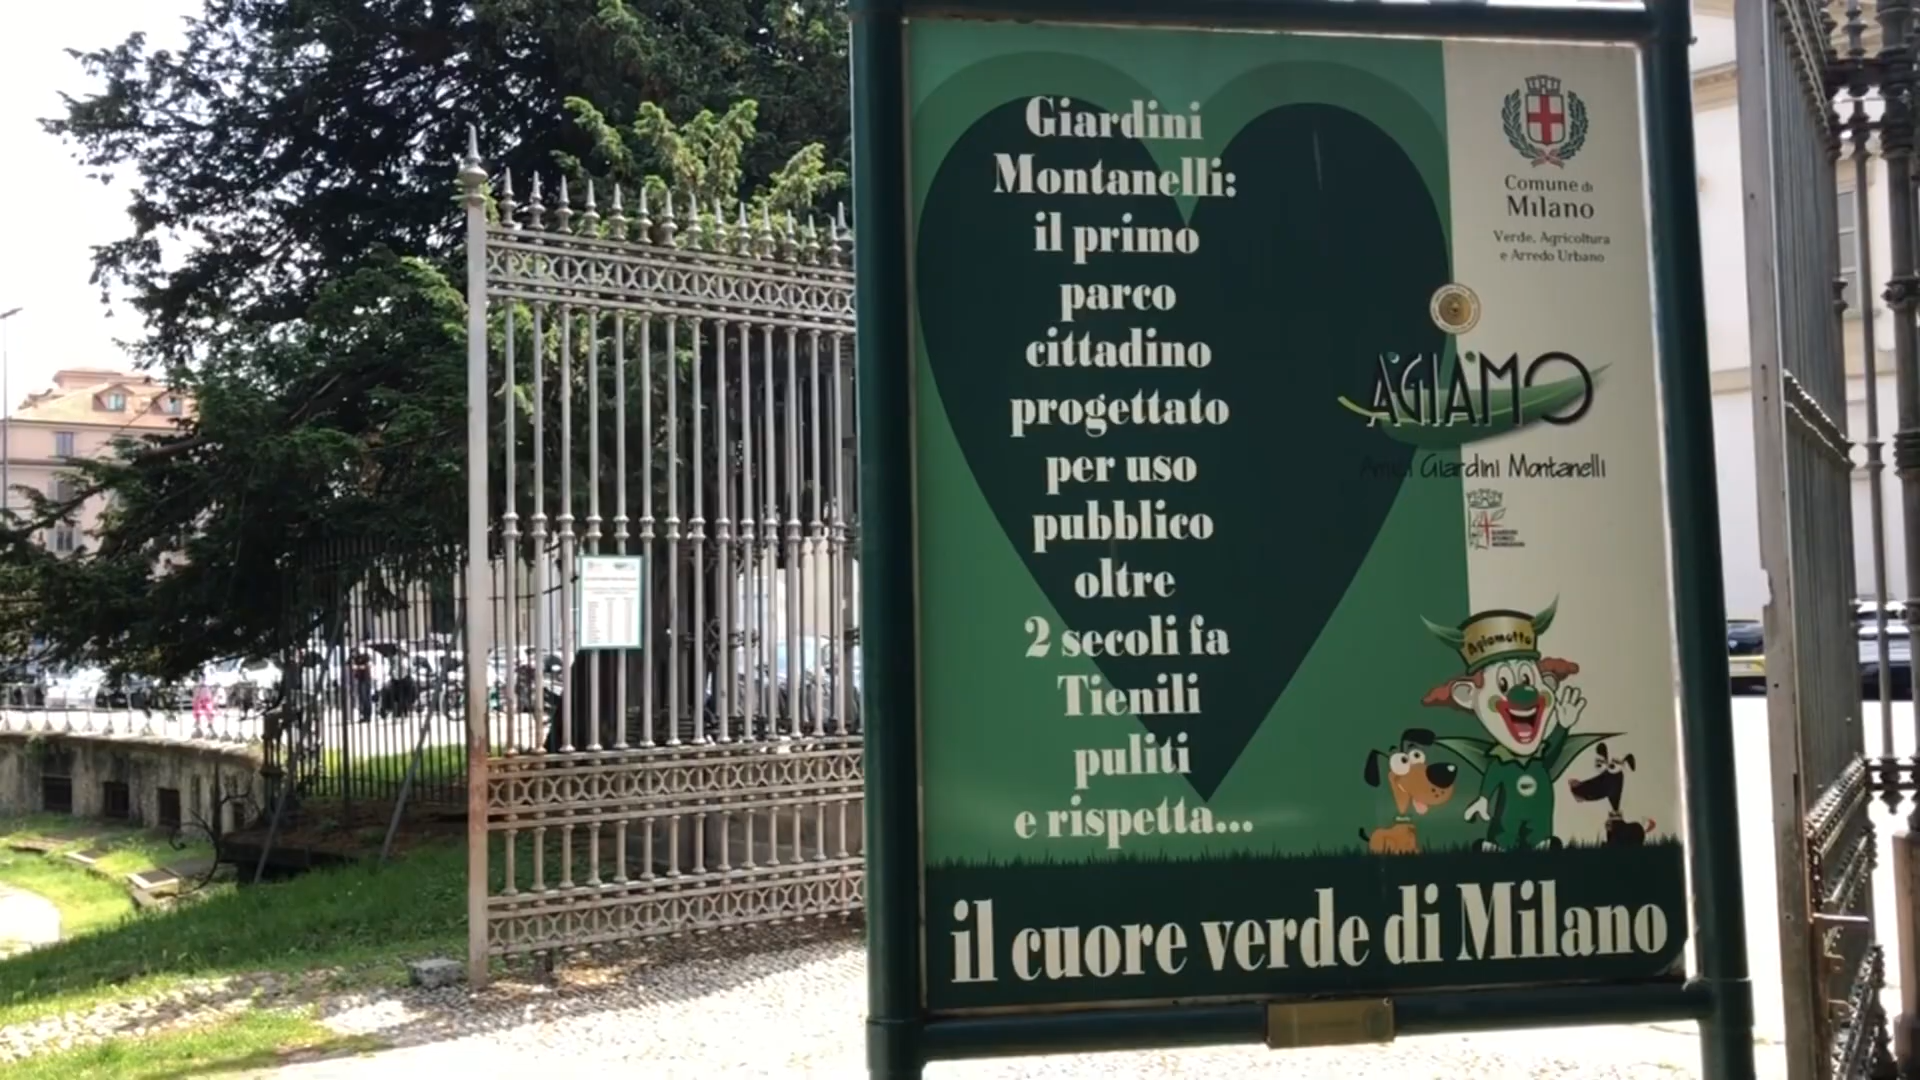 Giardini
Montanelli:
il primo
parco
cittadino
progettato
per uso
pubblico
oltre
2 secoli fa
Tienili
puliti
e rispetta...
il cuore verde di Milano
Comune di
Milano
Verde, Agricoltura
e Arredo Urbano
AGIAMO
Amici Giardini Montanelli
Agiamotto